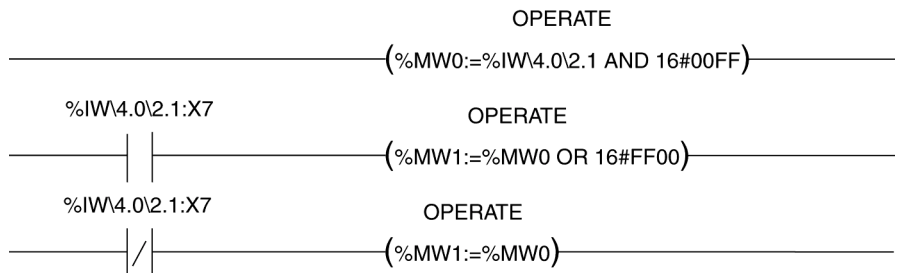 OPERATE
(%MW0:=%IW\4.0\2.1 AND 16#00FF)
%IW\4.0\2.1:X7
OPERATE
(%MW1:=%MW0 OR 16#FF00)
%IW\4.0\2.1:X7
OPERATE
(%MW1:=%MW0)